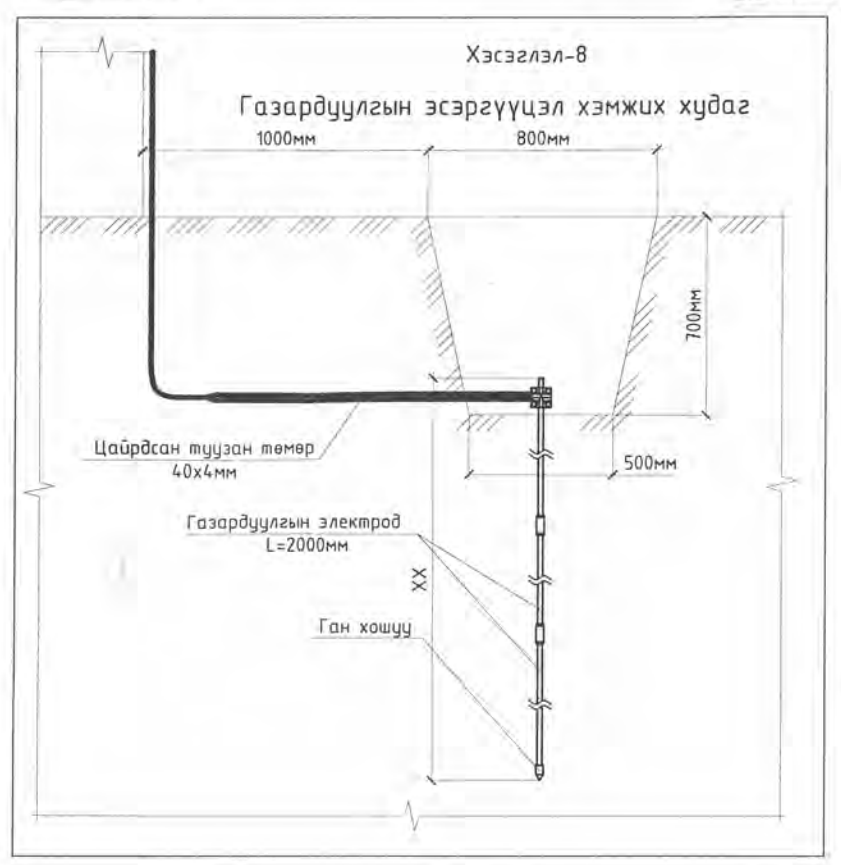 Хэсэглэл-8
Газардуулгын эсэргүүцэл хэмжих худаг
1000мм
800мм
700мм
Цайрдсан туузан төмөр
40х4мм
500мм
Газардуулгын электрод
L=2000мм
ХХ
Ган хошуу